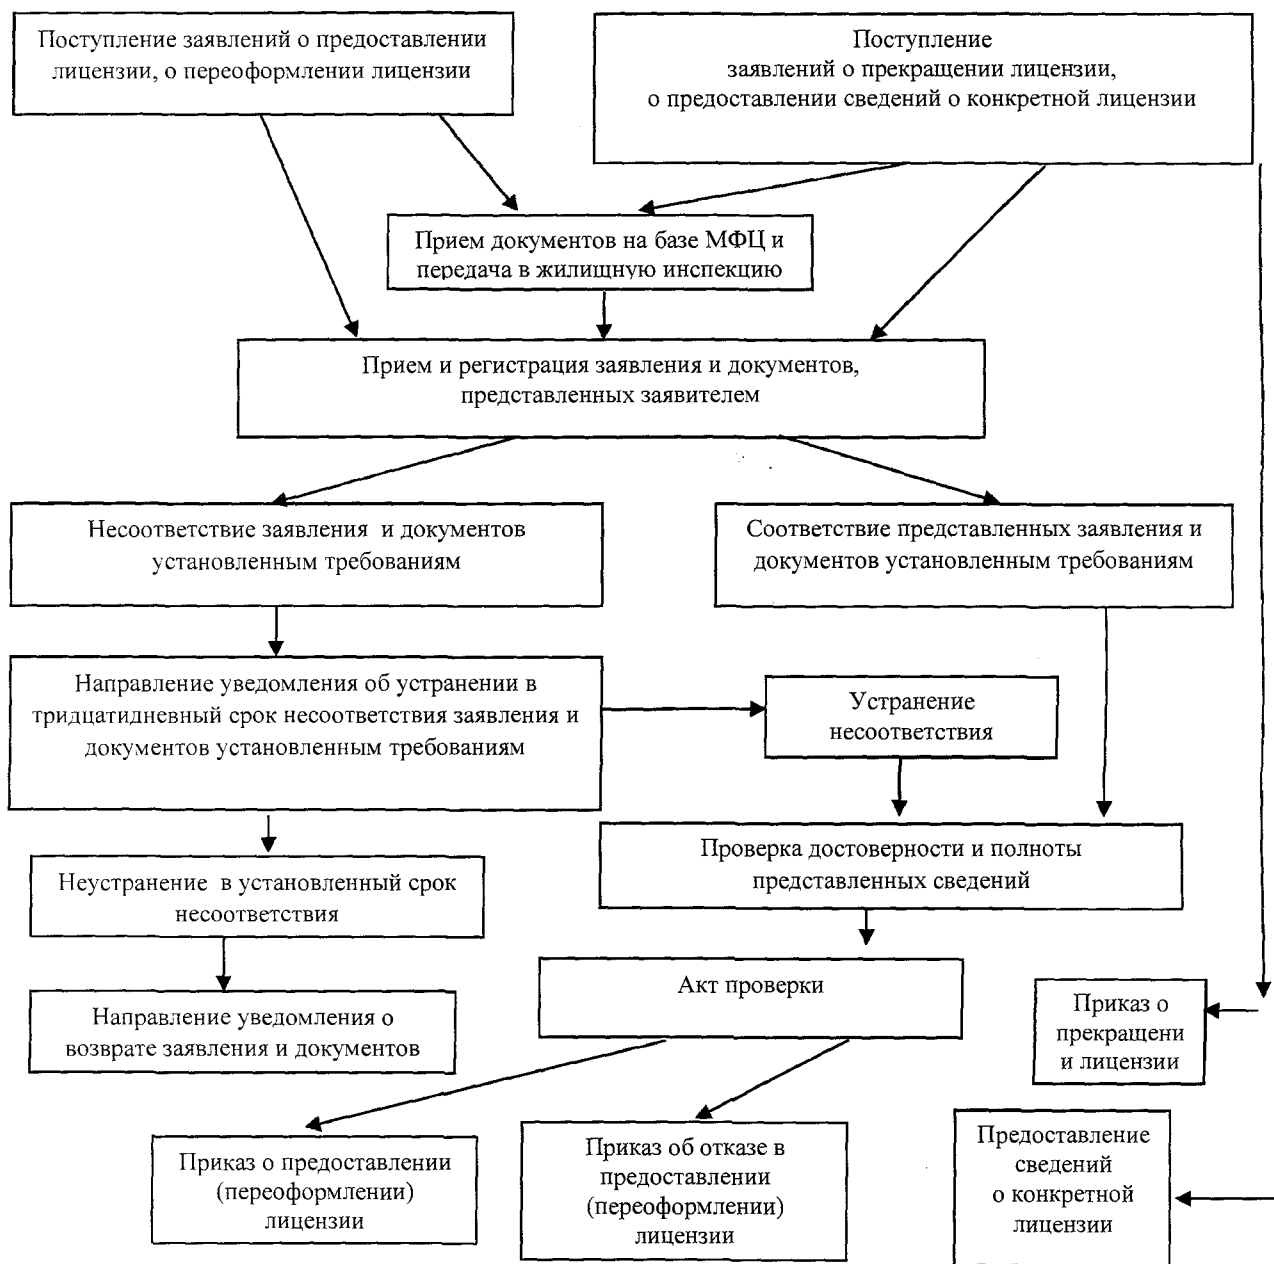 Поступление заявлений о предоставлении
лицензии, о переоформлении лицензии
Поступление
заявлений о прекращении лицензии,
о предоставлении сведений о конкретной лицензии
Прием документов на базе МФЦ и
передача в жилищную инспекцию
Прием и регистрация заявления и документов,
представленных заявителем
Несоответствие заявления и документов
установленным требованиям
Соответствие представленных заявления и
документов установленным требованиям
Направление уведомления об устранении в
тридцатидневный срок несоответствия заявления и
документов установленным требованиям
Устранение
несоответствия
Неустранение в установленный срок
несоответствия
Проверка достоверности и полноты
представленных сведений
Направление уведомления о
возврате заявления и документов
Акт проверки
Приказ о
прекращени
и лицензии
Приказ о предоставлении
(переоформлении)
лицензии
Приказ об отказе в
предоставлении
(переоформлении)
лицензии
Предоставление
сведений
о конкретной
лицензии